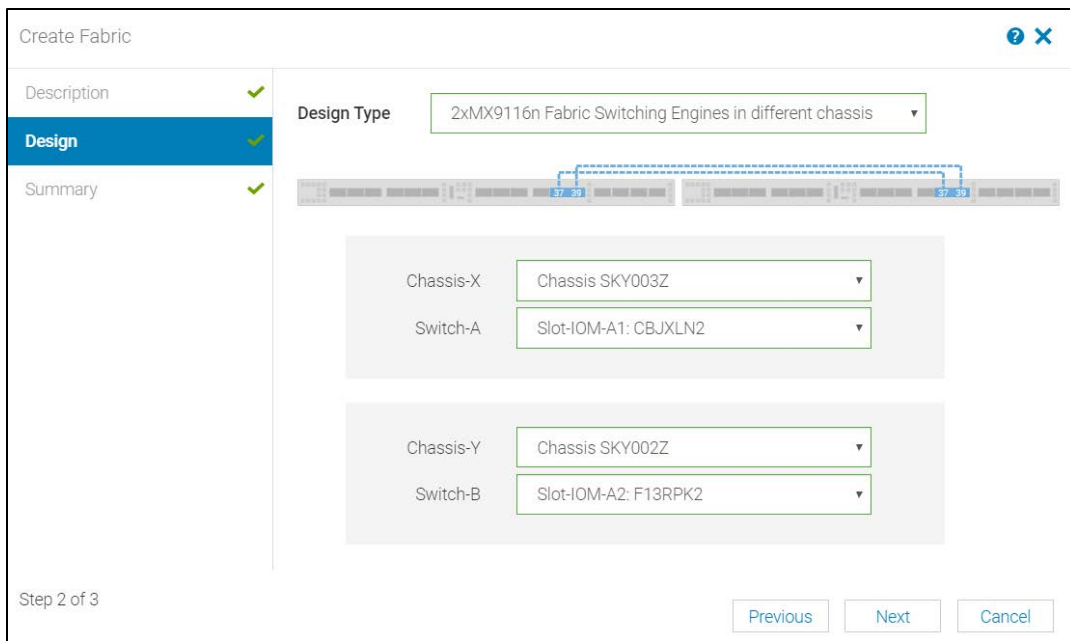 Create Fabric
Description
Design
Summary
Design Type 2xMX9116n Fabric Switching Engines in different chassis
37 39 37 39
Chassis-X Chassis SKY003Z
Switch-A Slot-IOM-A1: CBJXLN2
Chassis-Y Chassis SKY002Z
Switch-B Slot-IOM-A2: F13RPK2
Step 2 of 3
Previous Next Cancel